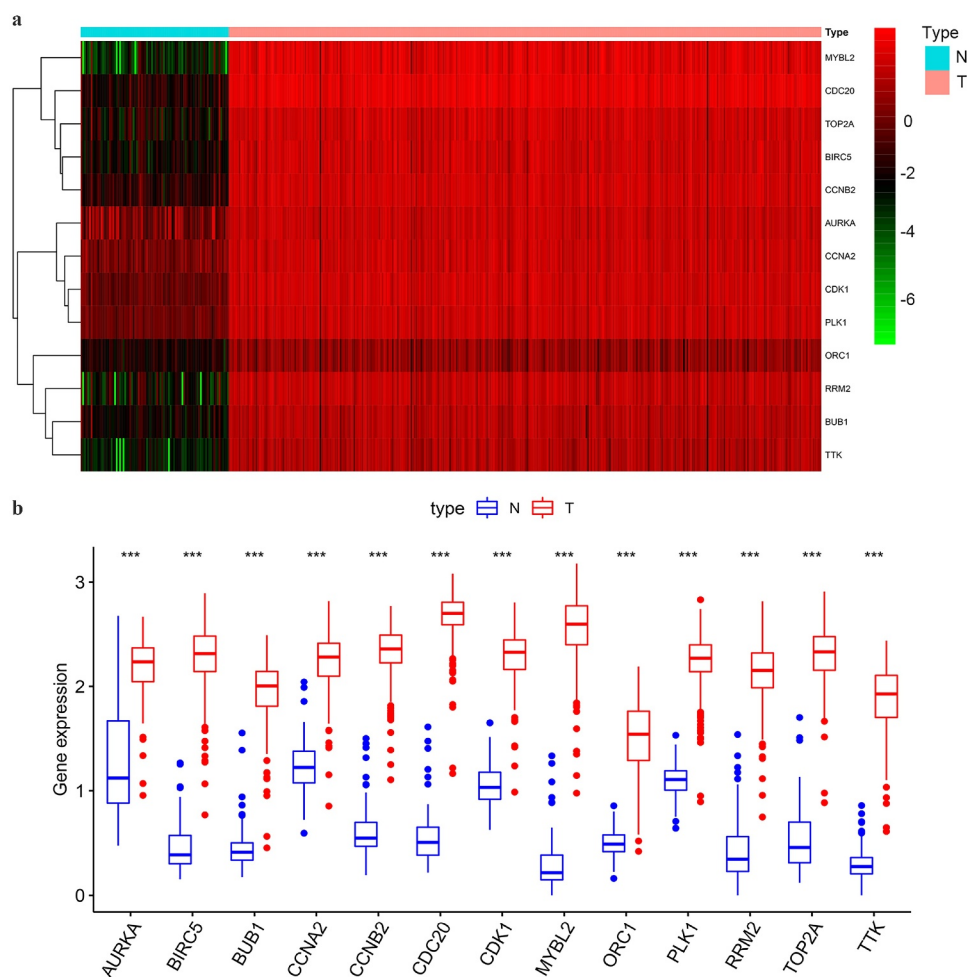 a
Type
MYBL2
CDC20
TOP2A
BIRC5
CCNB2
AURKA
CCNA2
CDK1
PLK1
ORC1
RRM2
BUB1
TTK
Type
N
T
0
-2
-4
-6
b
type N T
*** *** *** *** *** *** *** *** *** *** *** *** ***
Gene expression
3
2
1
0
AURKA BIRC5 BUB1 CCNA2 CCNB2 CDC20 CDK1 MYBL2 ORC1 PLK1 RRM2 TOP2A TTK